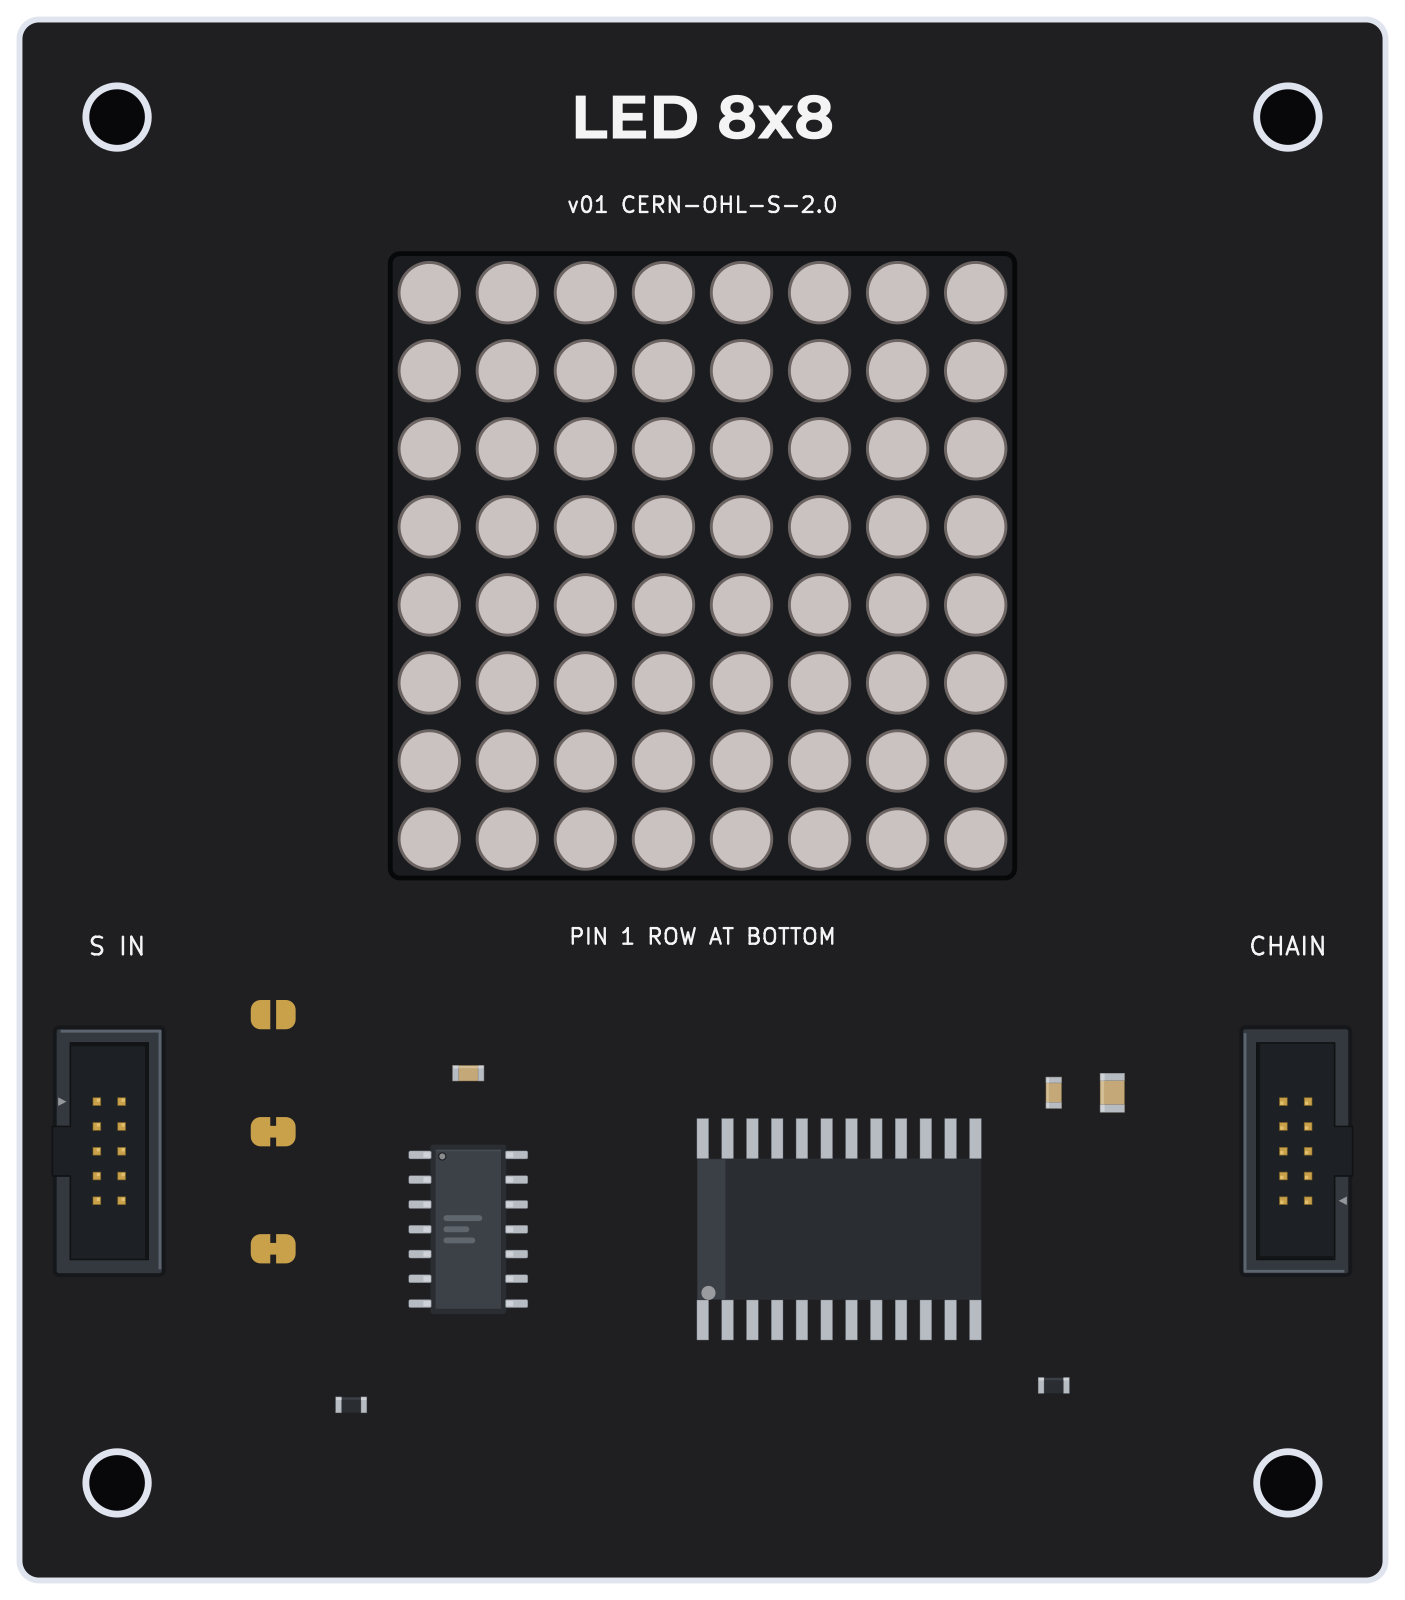 LED 8x8
v01 CERN-OHL-S-2.0
PIN 1 ROW AT BOTTOM
S IN
CHAIN